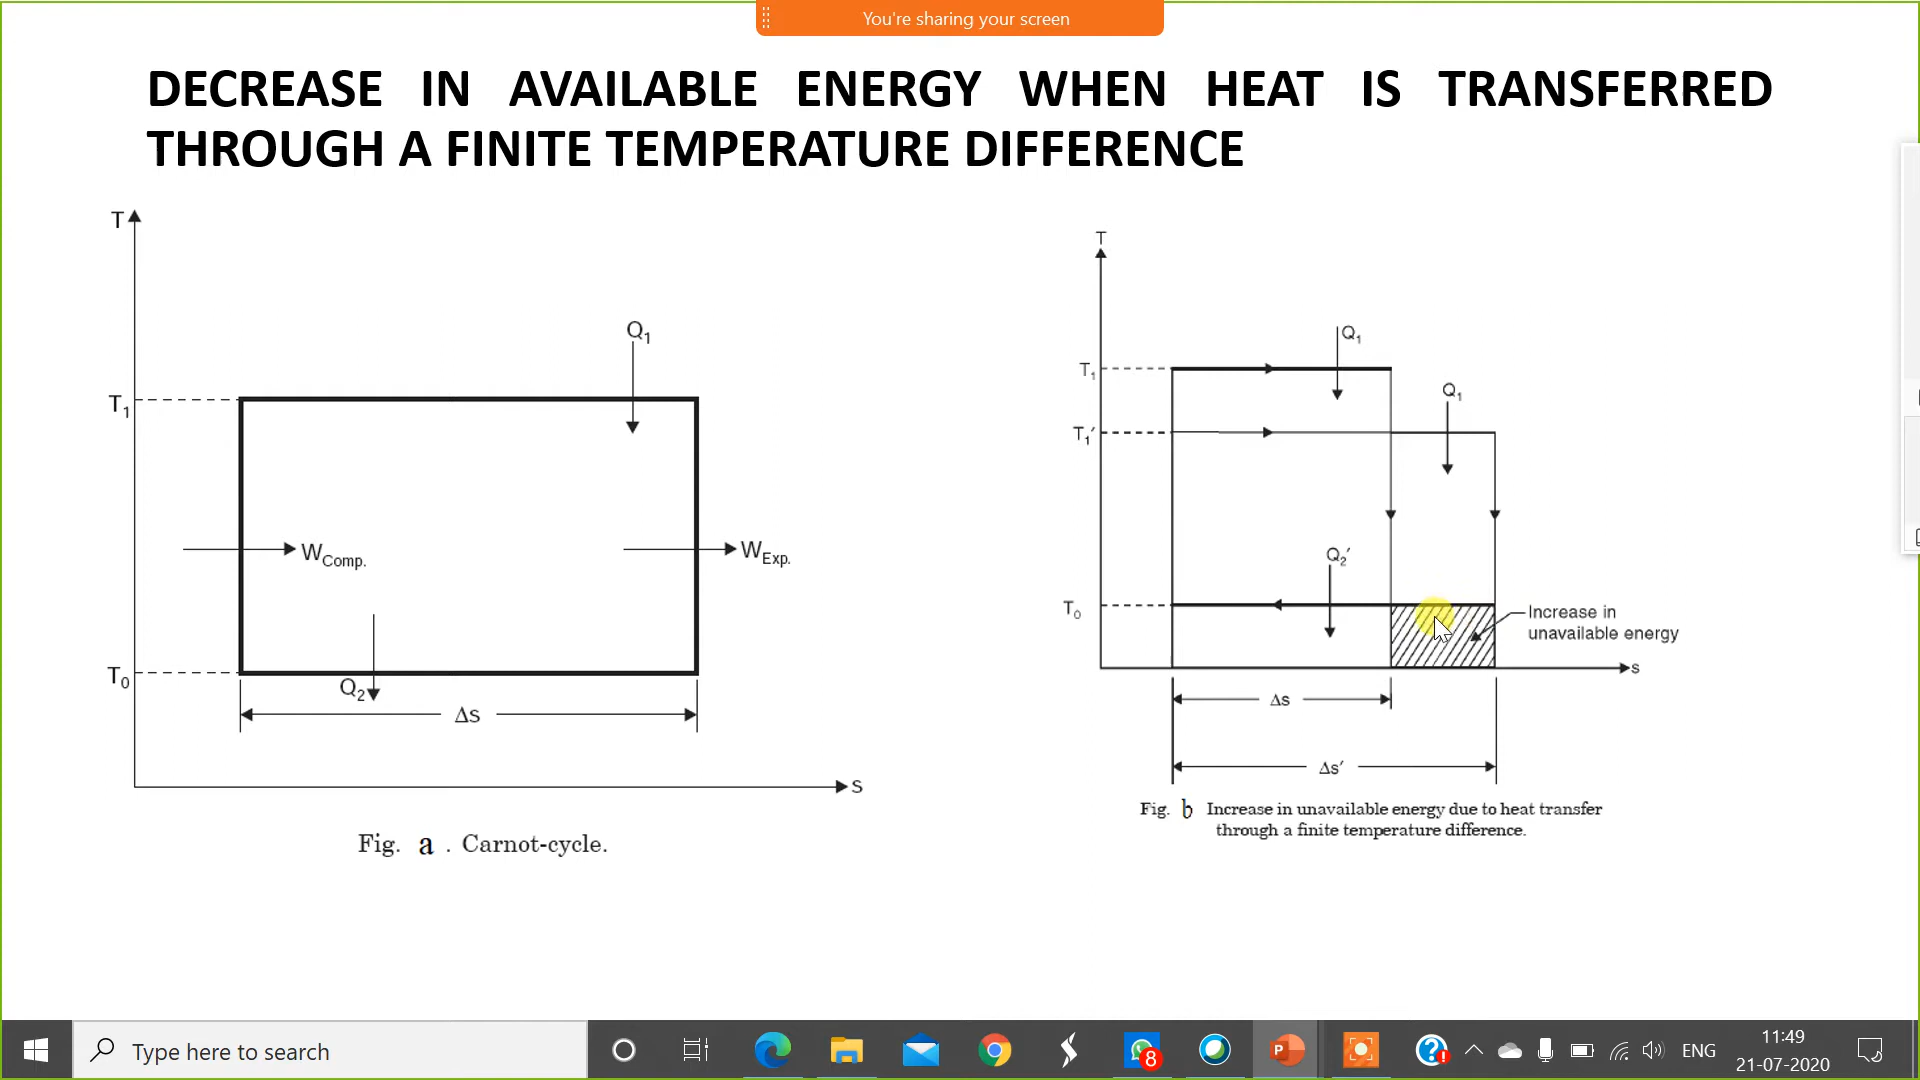 You're sharing your screen
DECREASE IN AVAILABLE ENERGY WHEN HEAT IS TRANSFERRED
THROUGH A FINITE TEMPERATURE DIFFERENCE
T
Q1
T1
WComp.
WExp.
T0
Q2
Δs
s
Fig. a . Carnot-cycle.
T
Q1
T1
Q1
T1′
Q2′
T0
Increase in
unavailable energy
s
Δs
Δs′
Fig. b Increase in unavailable energy due to heat transfer
through a finite temperature difference.
Type here to search
8
ENG
11:49
21-07-2020